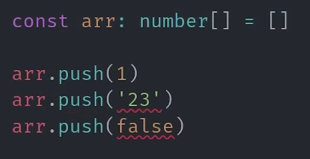 const arr: number[] = []
arr.push(1)
arr.push('23')
arr.push(false)